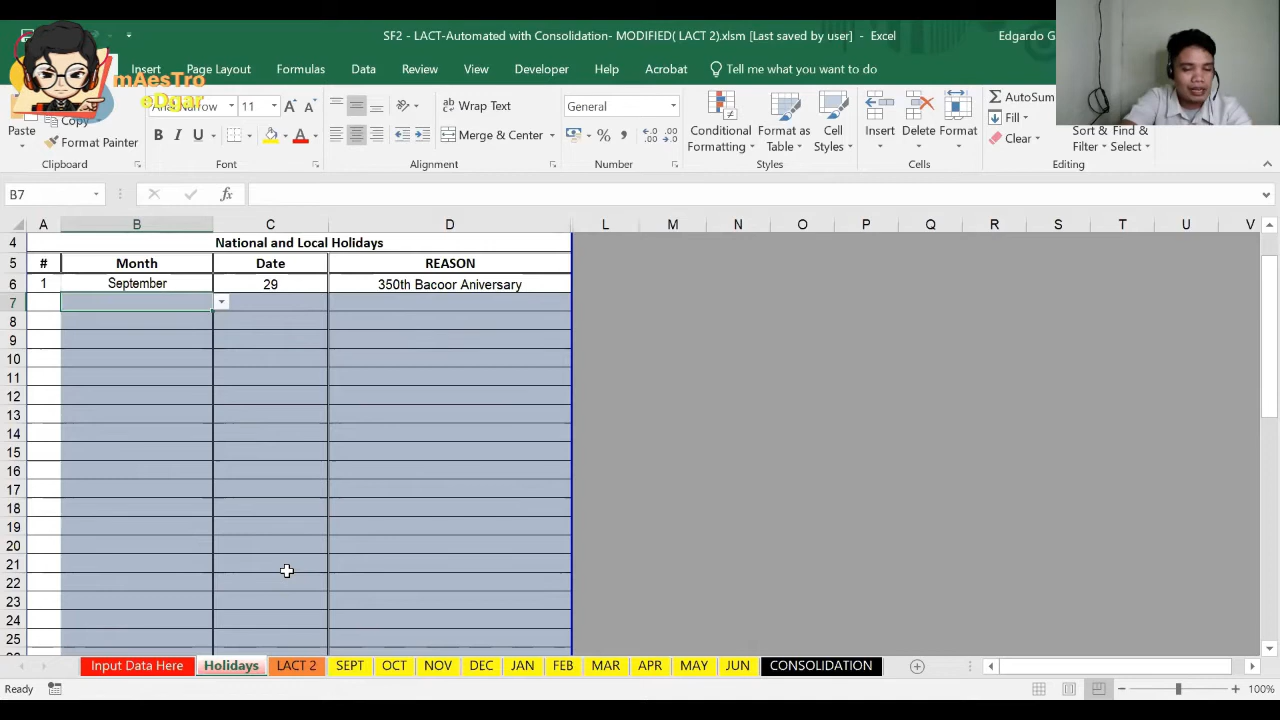 SF2 - LACT-Automated with Consolidation- MODIFIED( LACT 2).xlsm [Last saved by user] - Excel
Edgardo G
mAesTro
eDgar
Insert Page Layout Formulas Data Review View Developer Help Acrobat Tell me what you want to do
Narrow 11 Wrap Text General AutoSum
Paste Copy Format Painter Merge & Center Conditional Formatting Format as Table Cell Styles Insert Delete Format Fill Clear Sort & Filter Find & Select
Clipboard Font Alignment Number Styles Cells Editing
B7 fx
A B C D L M N O P Q R S T U V
4 National and Local Holidays
5 # Month Date REASON
6 1 September 29 350th Bacoor Aniversary
7
8
9
10
11
12
13
14
15
16
17
18
19
20
21
22
23
24
25
Input Data Here Holidays LACT 2 SEPT OCT NOV DEC JAN FEB MAR APR MAY JUN CONSOLIDATION
Ready 100%